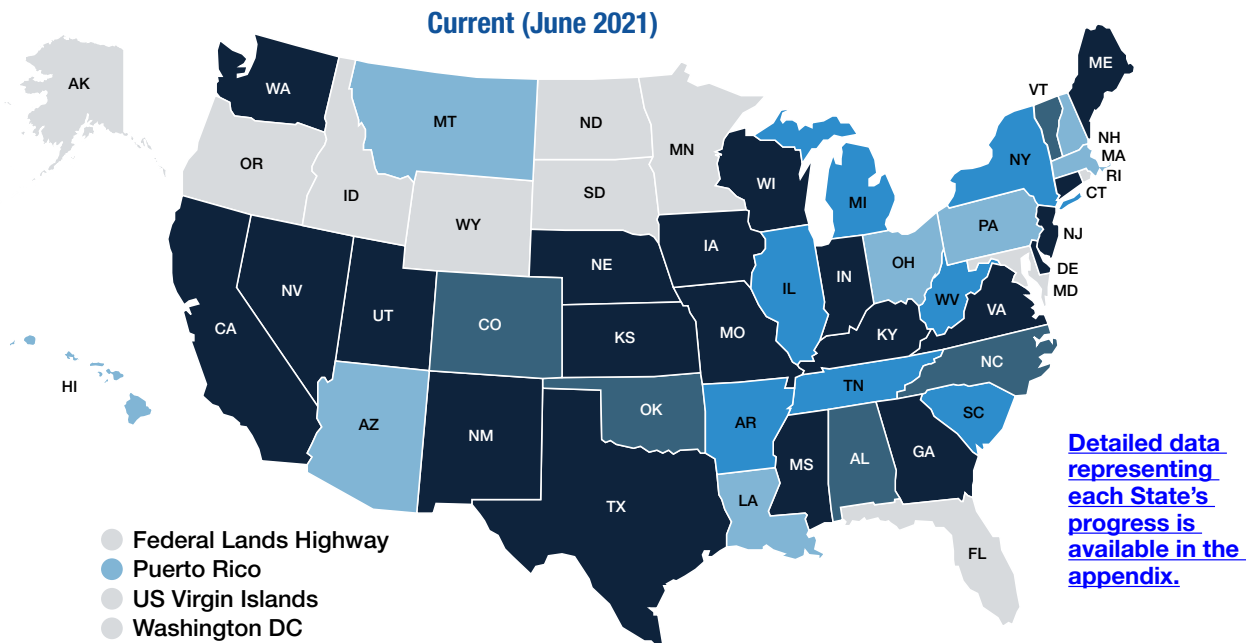 Current (June 2021)
AK
WA
MT
ND
MN
OR
ID
WY
SD
WI
MI
NY
VT
ME
NH
MA
RI
CT
NJ
DE
MD
PA
OH
IN
IL
IA
NE
NV
UT
CO
KS
MO
KY
WV
VA
CA
HI
AZ
NM
OK
AR
TN
NC
SC
MS
AL
GA
LA
TX
FL
Federal Lands Highway
Puerto Rico
US Virgin Islands
Washington DC
Detailed data
representing
each State’s
progress is
available in the
appendix.